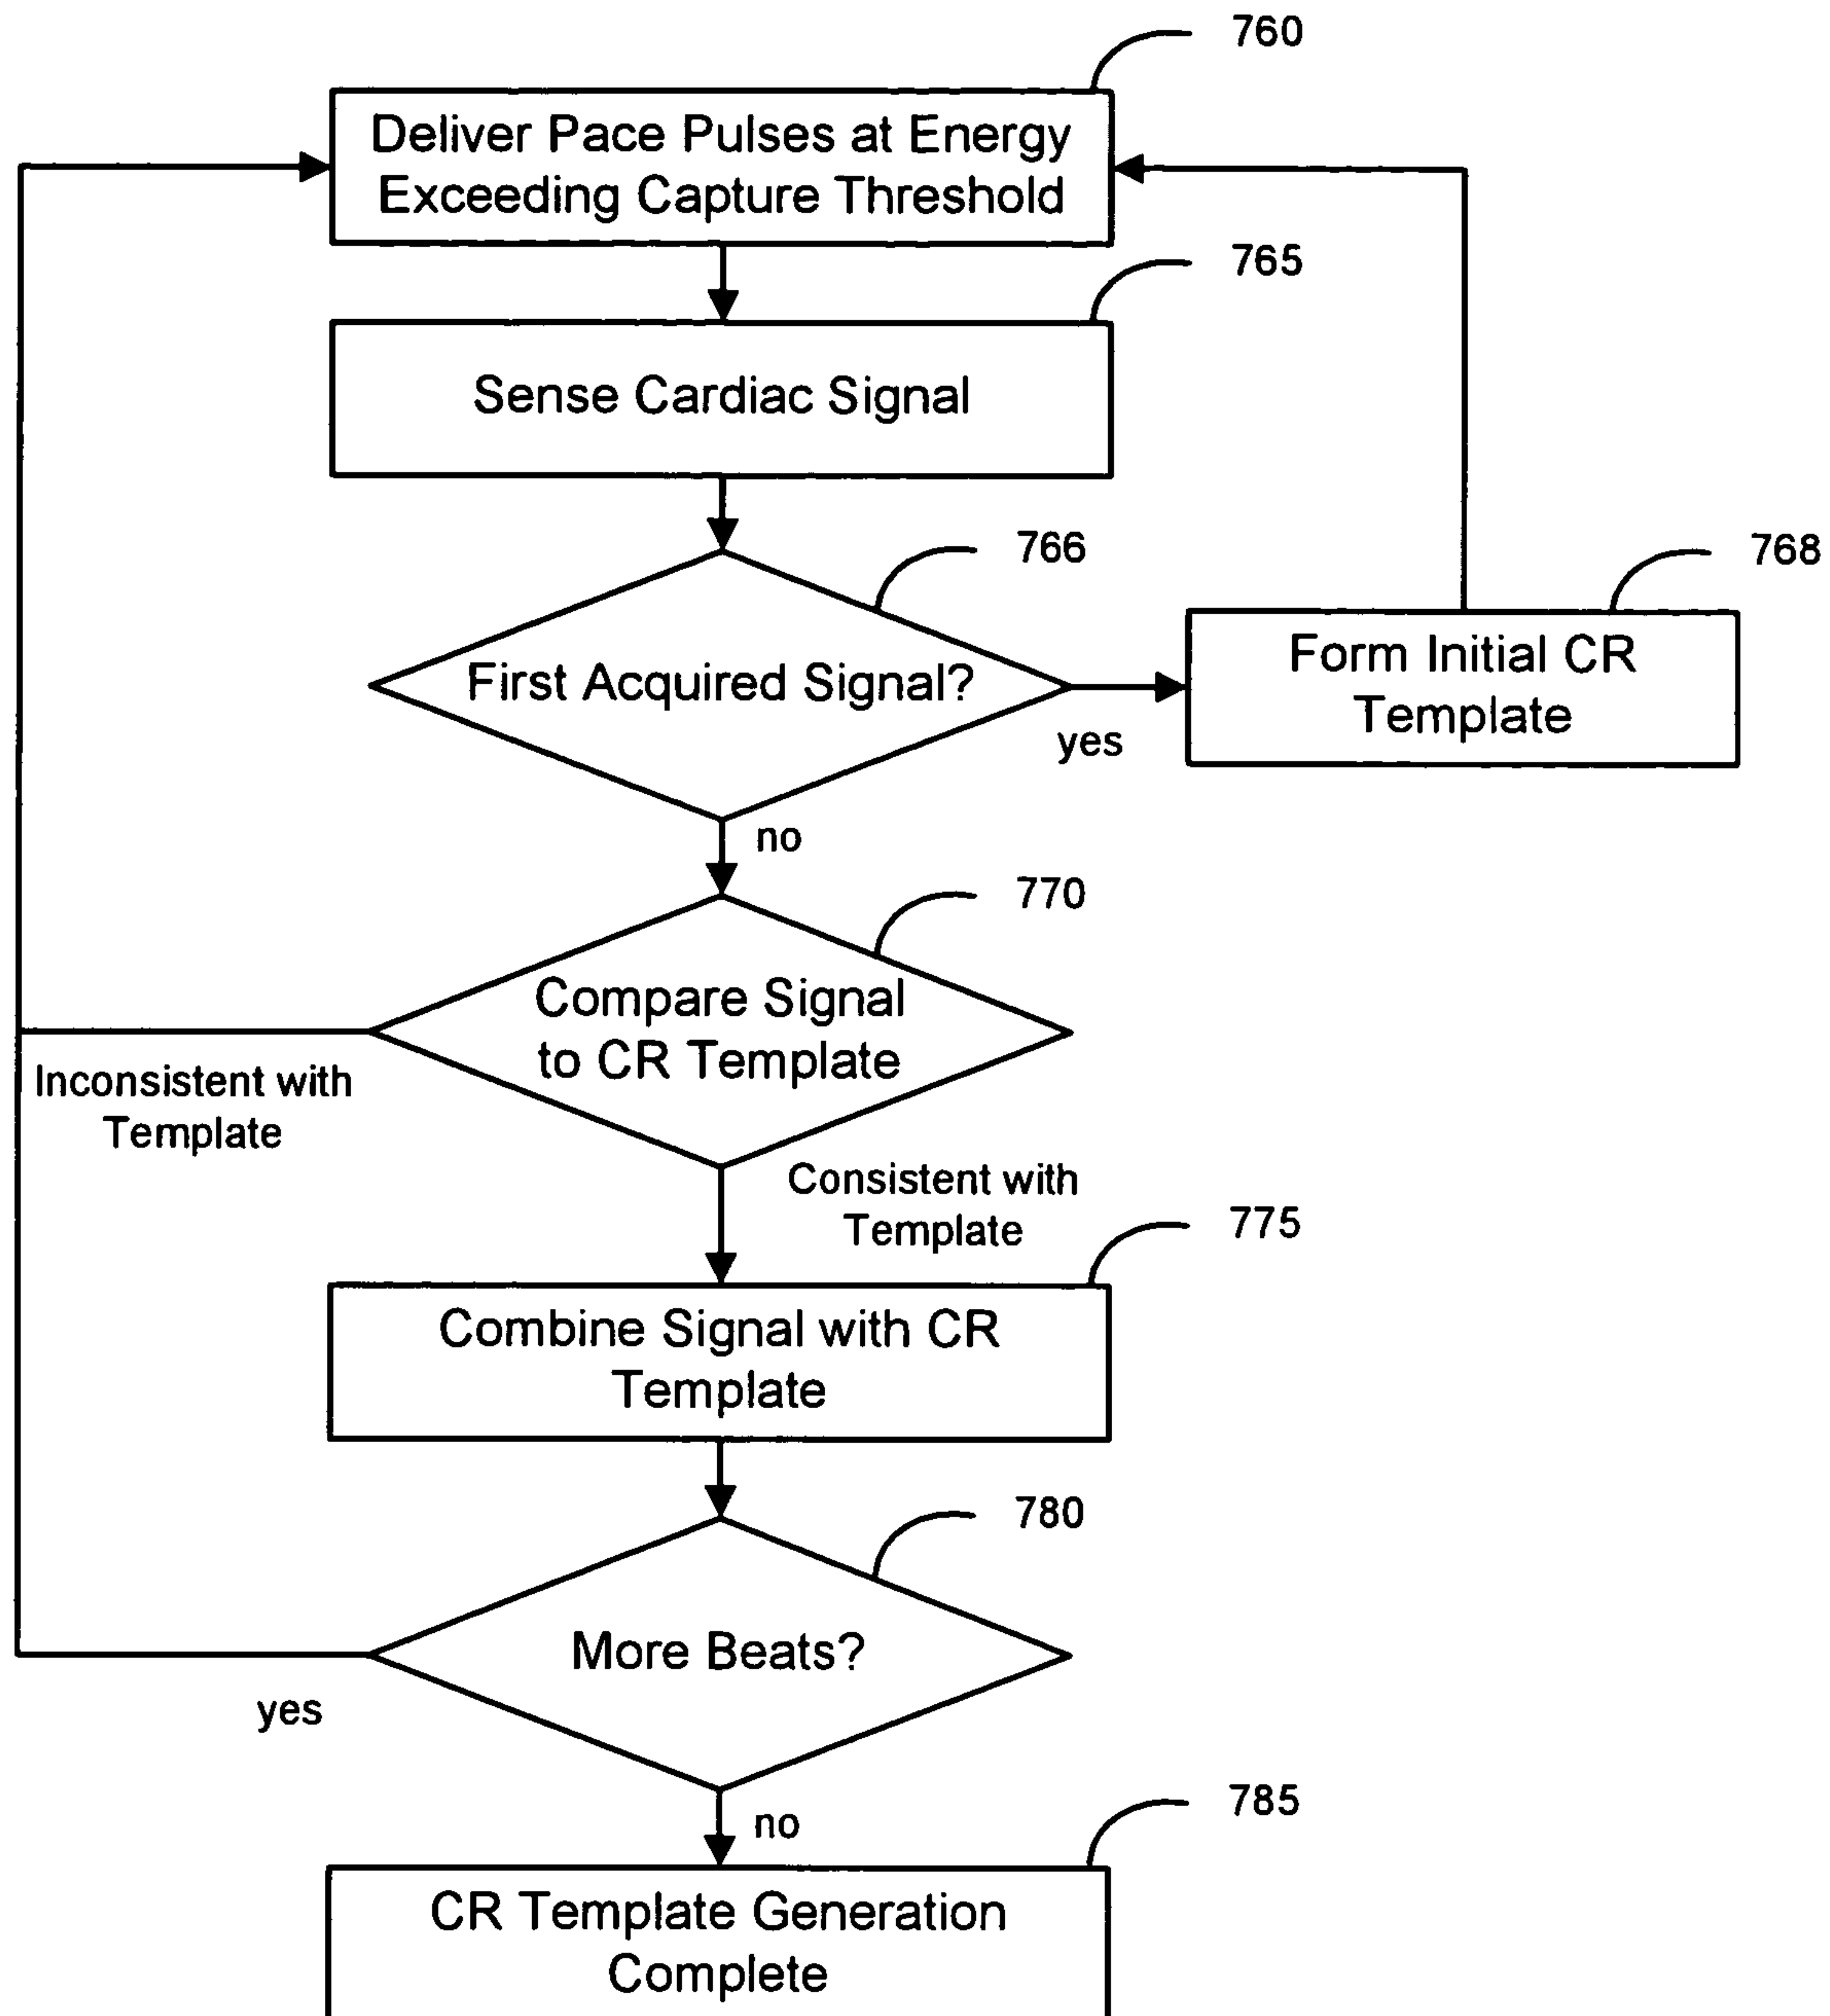 760
Deliver Pace Pulses at Energy
Exceeding Capture Threshold
765
Sense Cardiac Signal
766
First Acquired Signal?
yes
768
Form Initial CR
Template
no
770
Compare Signal
to CR Template
Inconsistent with
Template
Consistent with
Template
775
Combine Signal with CR
Template
780
More Beats?
yes
no
785
CR Template Generation
Complete